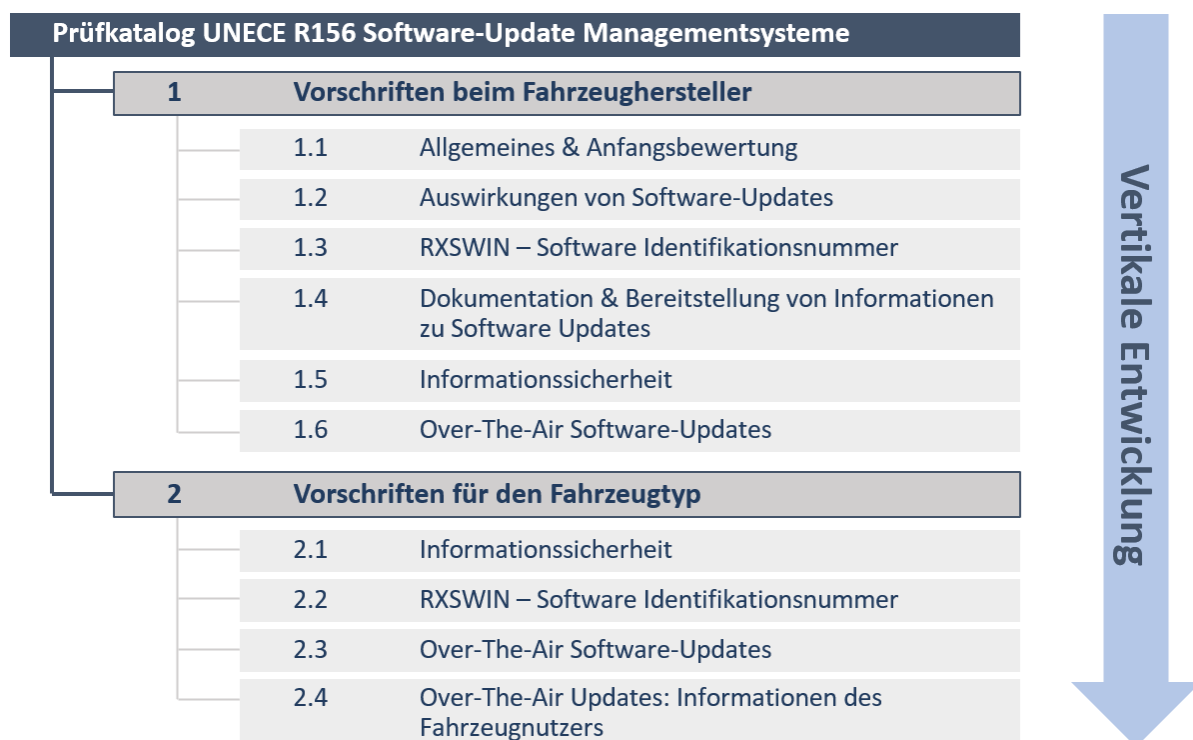 Prüfkatalog UNECE R156 Software-Update Managementsysteme
1 Vorschriften beim Fahrzeughersteller
1.1 Allgemeines & Anfangsbewertung
1.2 Auswirkungen von Software-Updates
1.3 RXSWIN – Software Identifikationsnummer
1.4 Dokumentation & Bereitstellung von Informationen
zu Software Updates
1.5 Informationssicherheit
1.6 Over-The-Air Software-Updates
2 Vorschriften für den Fahrzeugtyp
2.1 Informationssicherheit
2.2 RXSWIN – Software Identifikationsnummer
2.3 Over-The-Air Software-Updates
2.4 Over-The-Air Updates: Informationen des
Fahrzeugnutzers
Vertikale Entwicklung